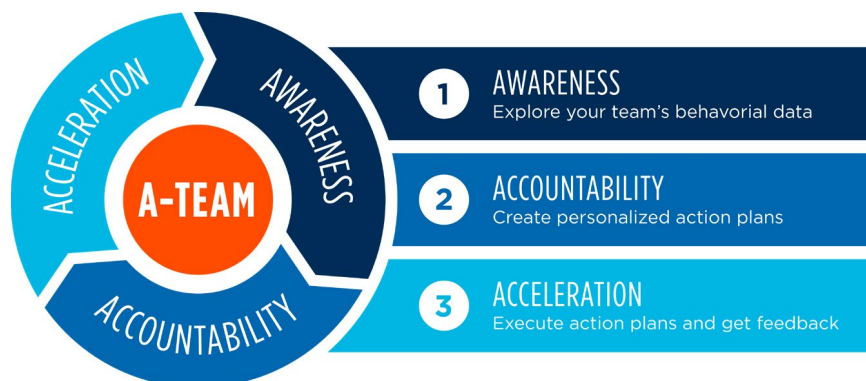 ACCELERATION
AWARENESS
A-TEAM
ACCOUNTABILITY
1
AWARENESS
Explore your team's behavorial data
2
ACCOUNTABILITY
Create personalized action plans
3
ACCELERATION
Execute action plans and get feedback